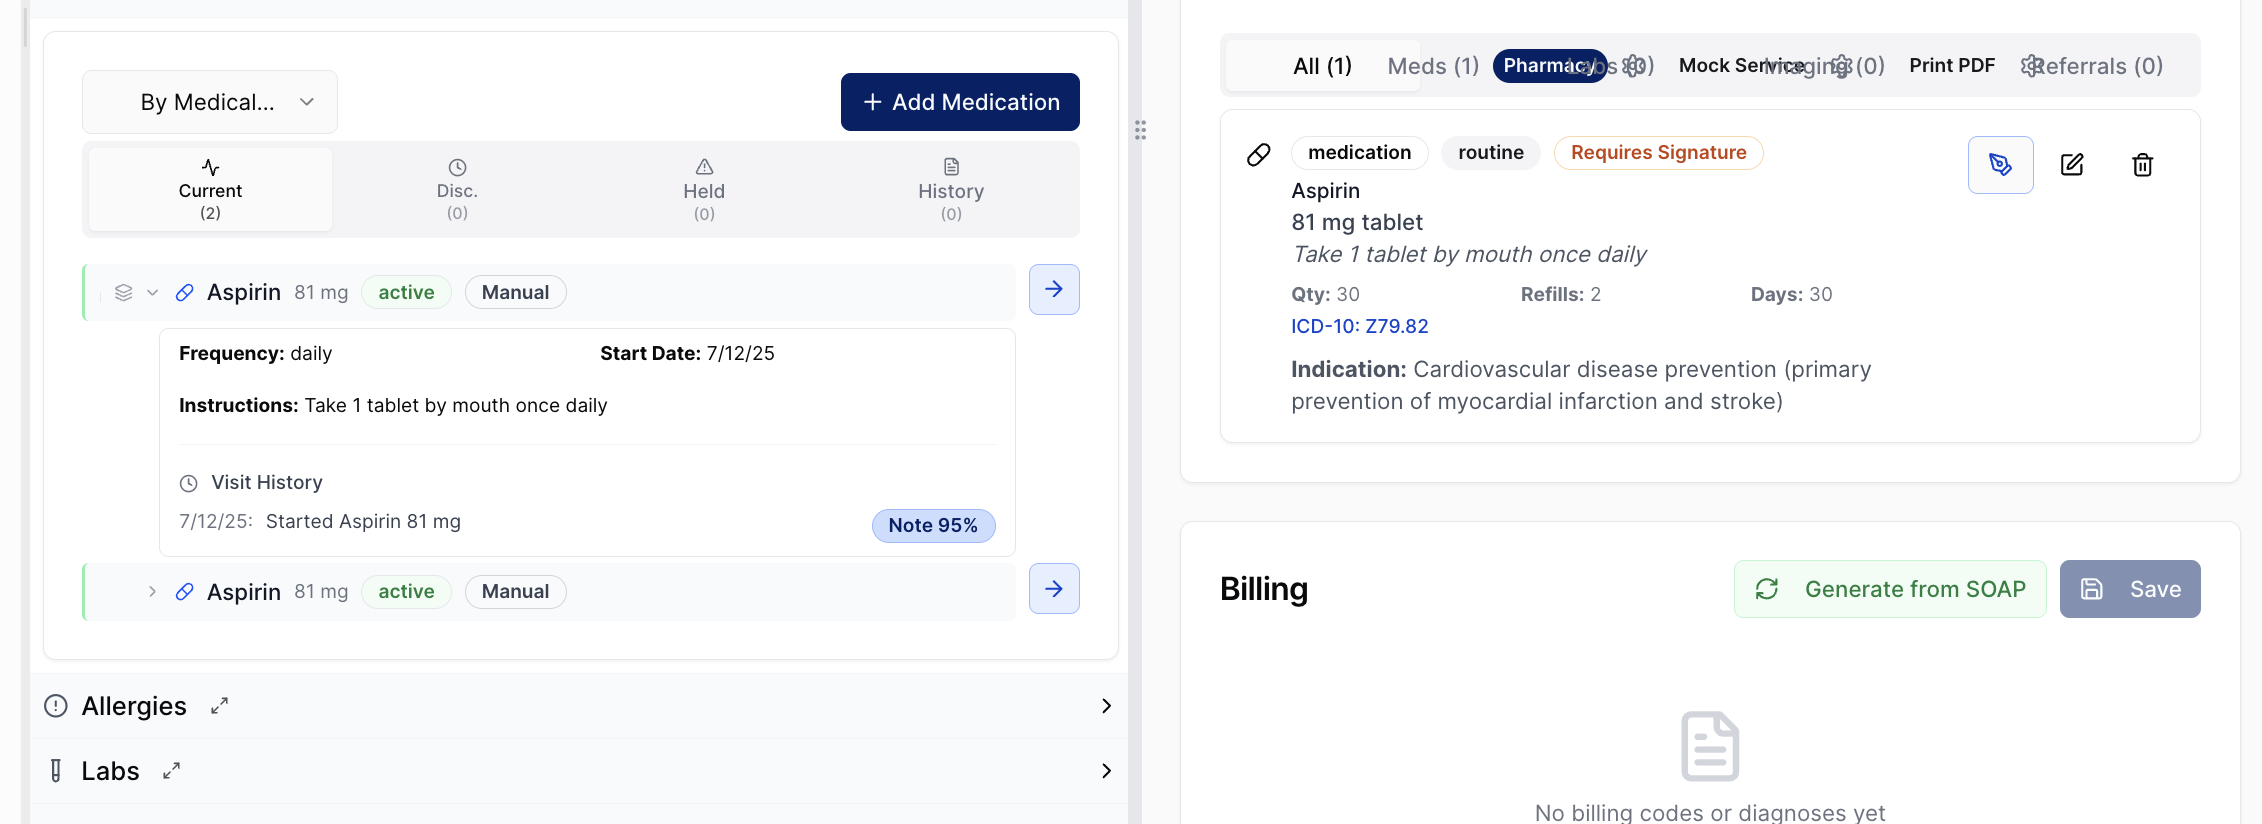 By Medical...
+ Add Medication
Current
(2)
Disc.
(0)
Held
(0)
History
(0)
Aspirin 81 mg active Manual
Frequency: daily
Start Date: 7/12/25
Instructions: Take 1 tablet by mouth once daily
Visit History
7/12/25: Started Aspirin 81 mg
Note 95%
Aspirin 81 mg active Manual
Allergies
Labs
All (1)
Meds (1)
Pharmacy
Labs (0)
Mock Service
Imaging (0)
Print PDF
Referrals (0)
medication routine Requires Signature
Aspirin
81 mg tablet
Take 1 tablet by mouth once daily
Qty: 30 Refills: 2 Days: 30
ICD-10: Z79.82
Indication: Cardiovascular disease prevention (primary
prevention of myocardial infarction and stroke)
Billing
Generate from SOAP
Save
No billing codes or diagnoses yet